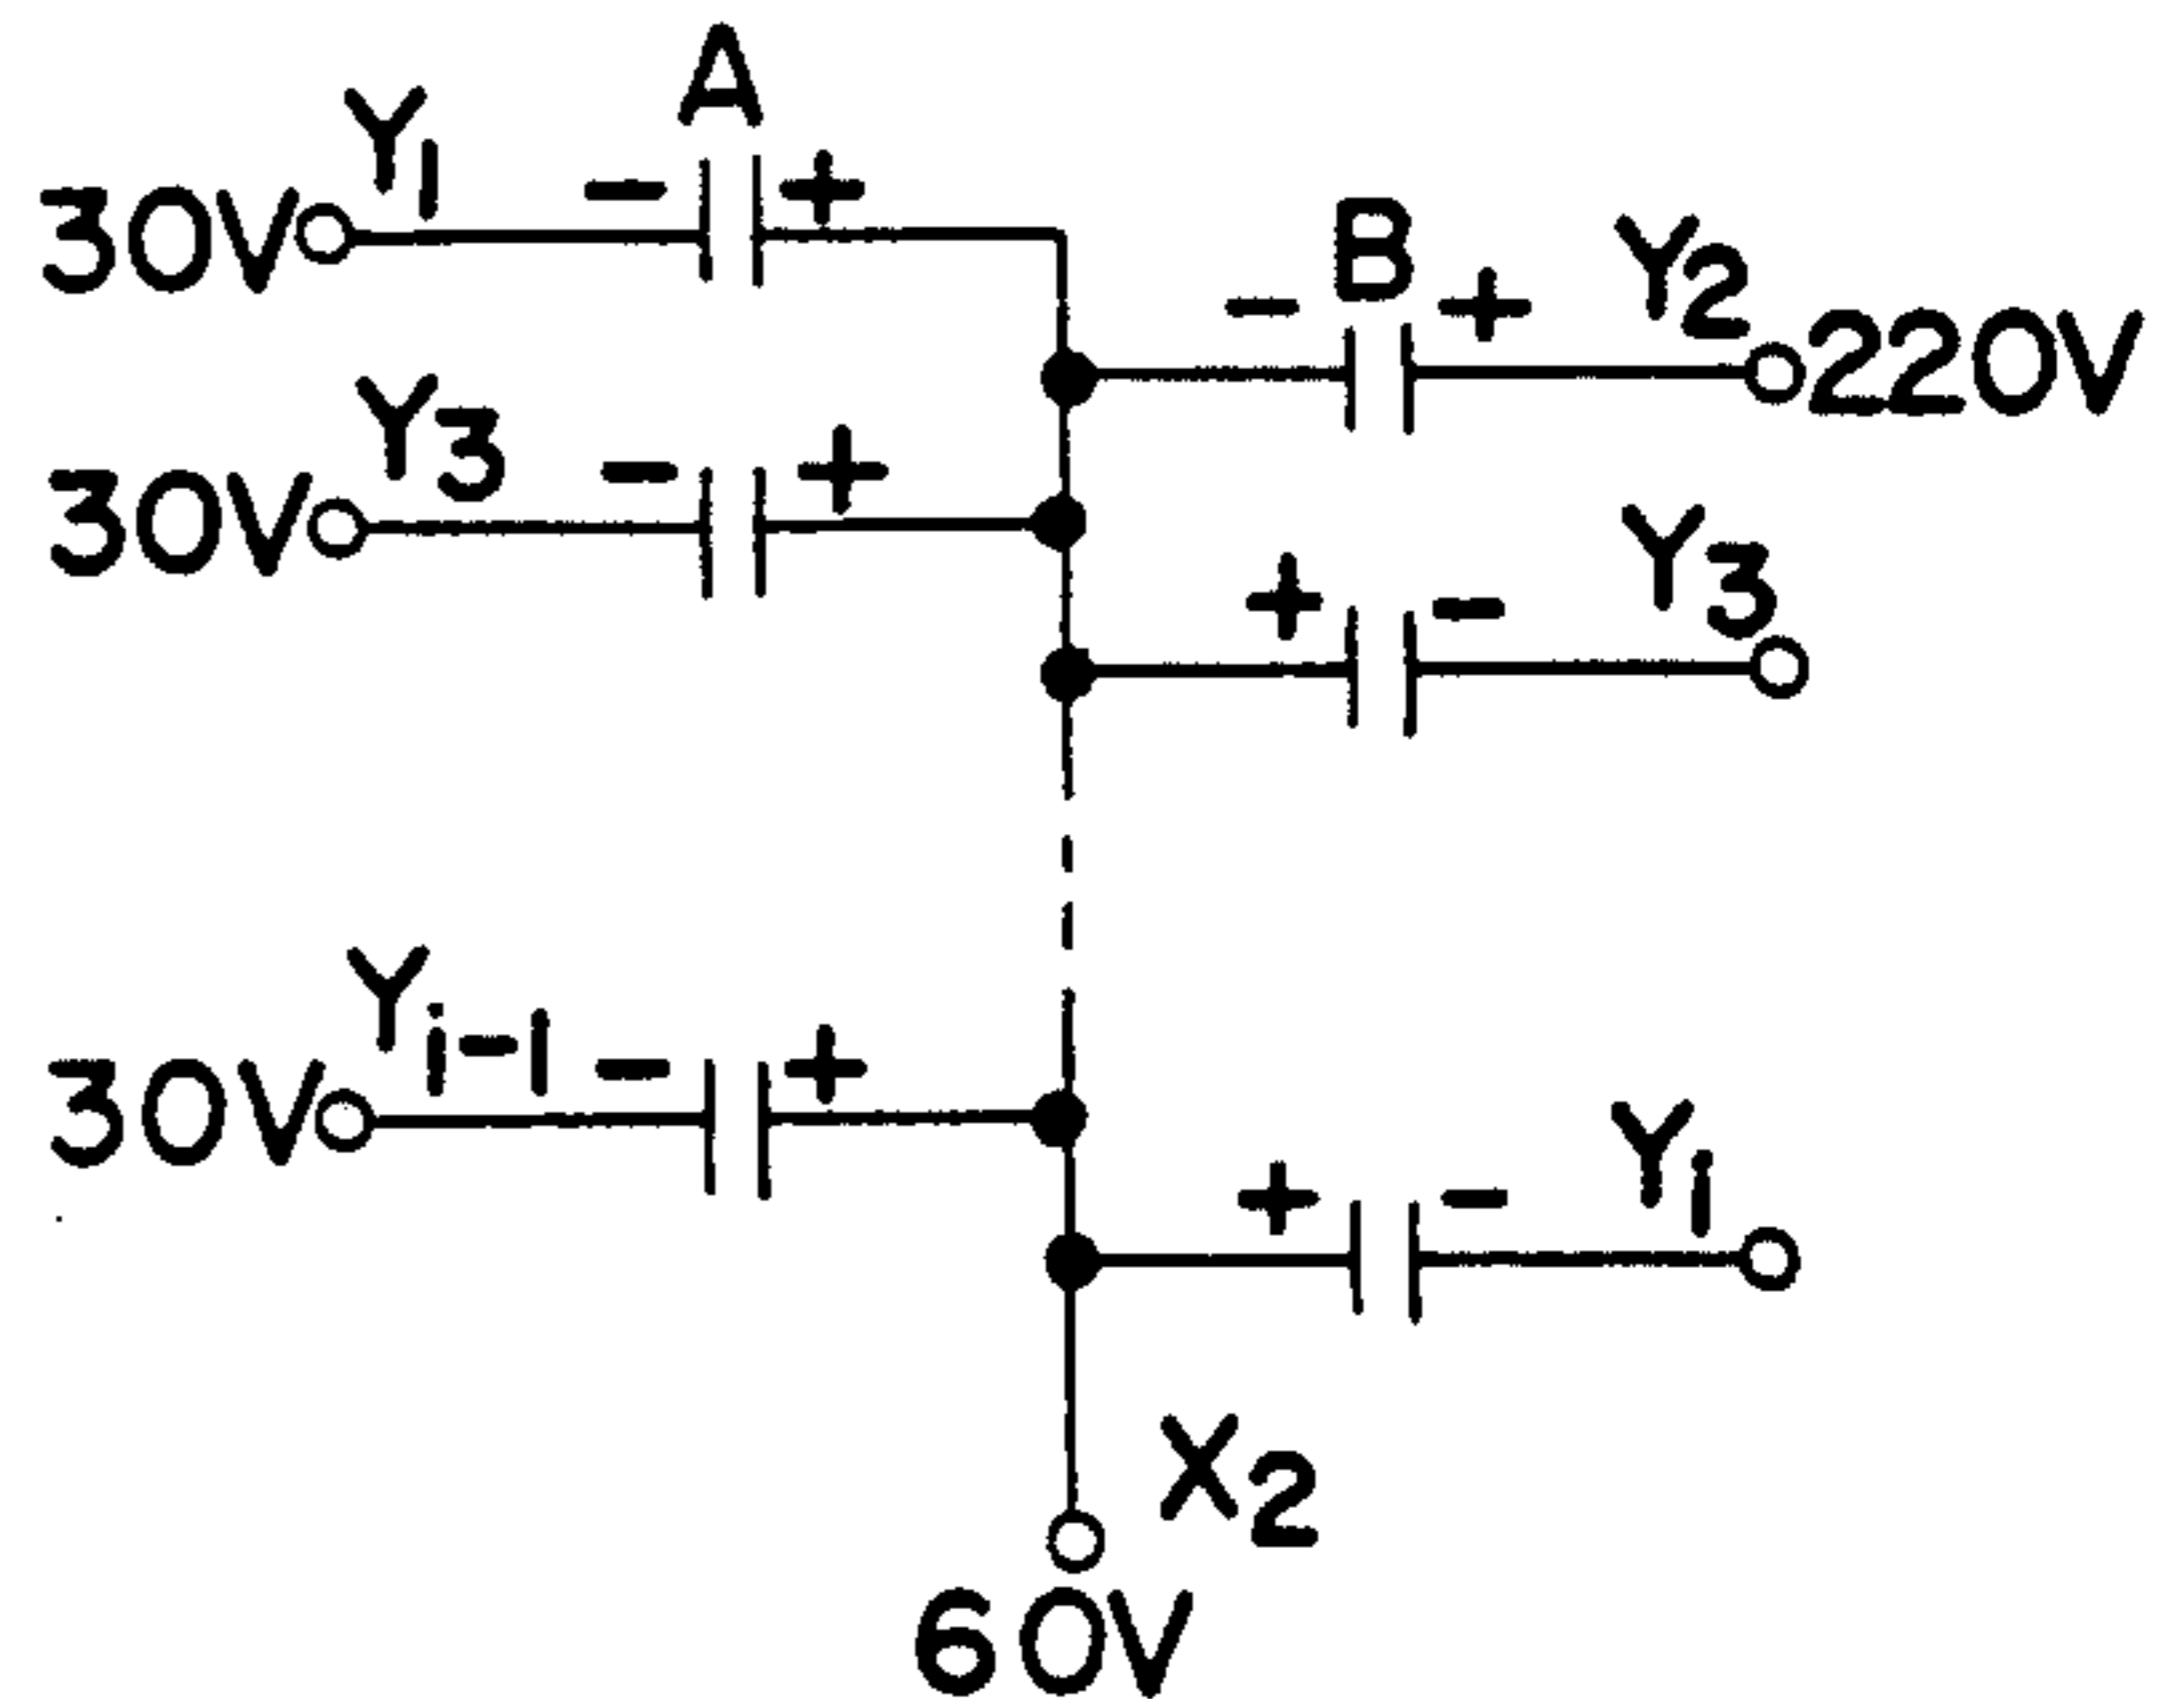 A
Y1
30V - +
B
- + Y2 220V
Y3
30V - +
+ - Y3
Yi-1
30V - +
+ - Yi
X2
60V